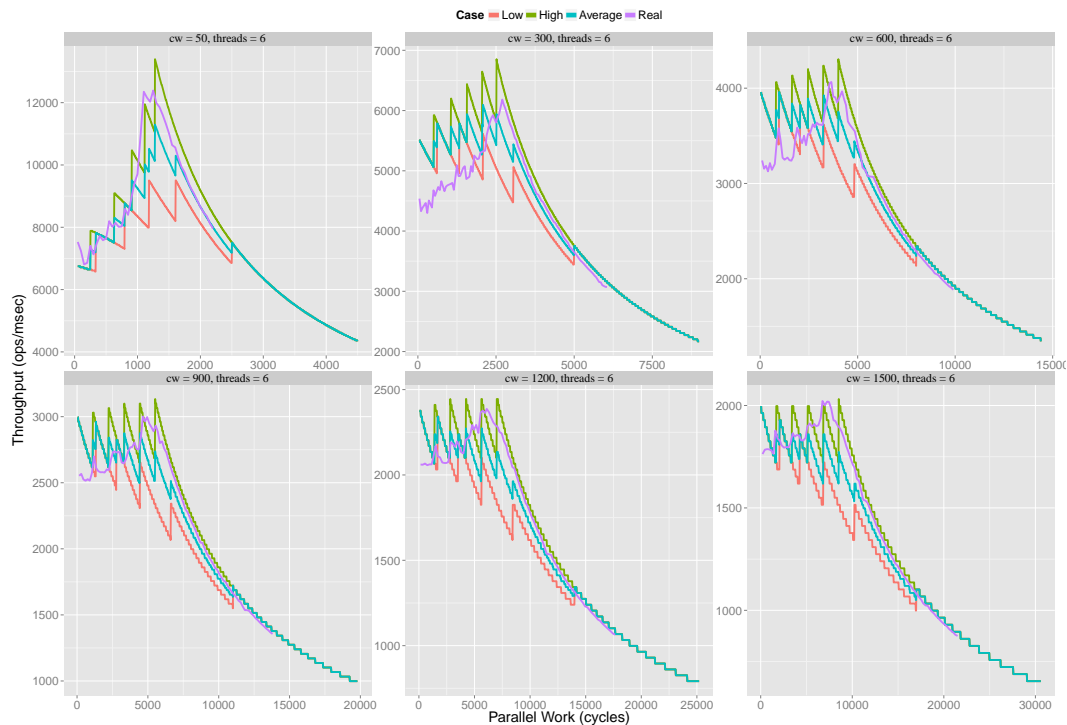 Case Low High Average Real
cw = 50, threads = 6
cw = 300, threads = 6
cw = 600, threads = 6
12000
10000
8000
6000
4000
0 1000 2000 3000 4000
7000
6000
5000
4000
3000
2000
0 2500 5000 7500
4000
3000
2000
0 5000 10000 15000
Throughput (ops/msec)
cw = 900, threads = 6
cw = 1200, threads = 6
cw = 1500, threads = 6
3000
2500
2000
1500
1000
0 5000 10000 15000 20000
2500
2000
1500
1000
0 5000 10000 15000 20000 25000
2000
1500
1000
0 10000 20000 30000
Parallel Work (cycles)